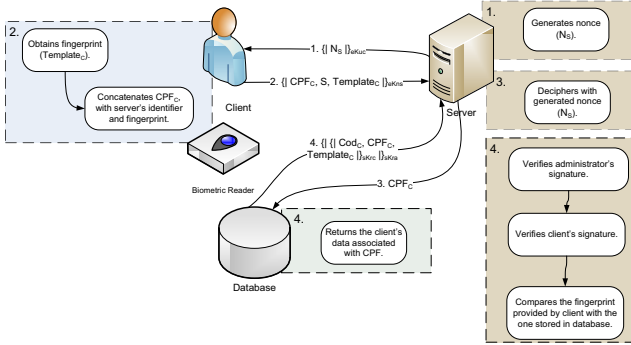 2.
Obtains fingerprint
(Template_C).
Concatenates CPF_C,
with server's identifier
and fingerprint.
Client
Biometric Reader
1. {| N_S |}_eKuc
2. {| CPF_C, S, Template_C |}_eKns
Server
4. {| {| Cod_C, CPF_C,
Template_C |}_sKrc |}_sKra
3. CPF_C
Database
4.
Returns the client's
data associated
with CPF.
1.
Generates nonce
(N_S).
3.
Deciphers with
generated nonce
(N_S).
4.
Verifies administrator's
signature.
Verifies client's signature.
Compares the fingerprint
provided by client with the
one stored in database.